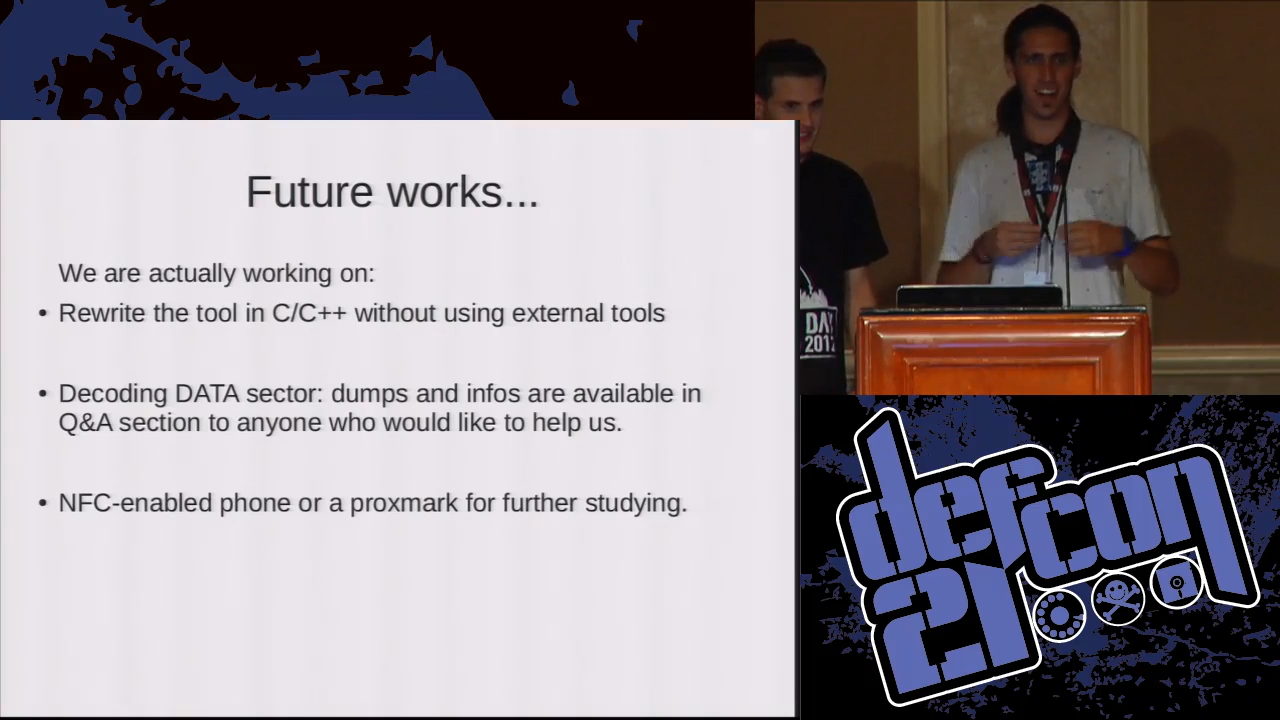 Future works...
We are actually working on:
• Rewrite the tool in C/C++ without using external tools
• Decoding DATA sector: dumps and infos are available in
Q&A section to anyone who would like to help us.
• NFC-enabled phone or a proxmark for further studying.
DAY
2012
defcon
21